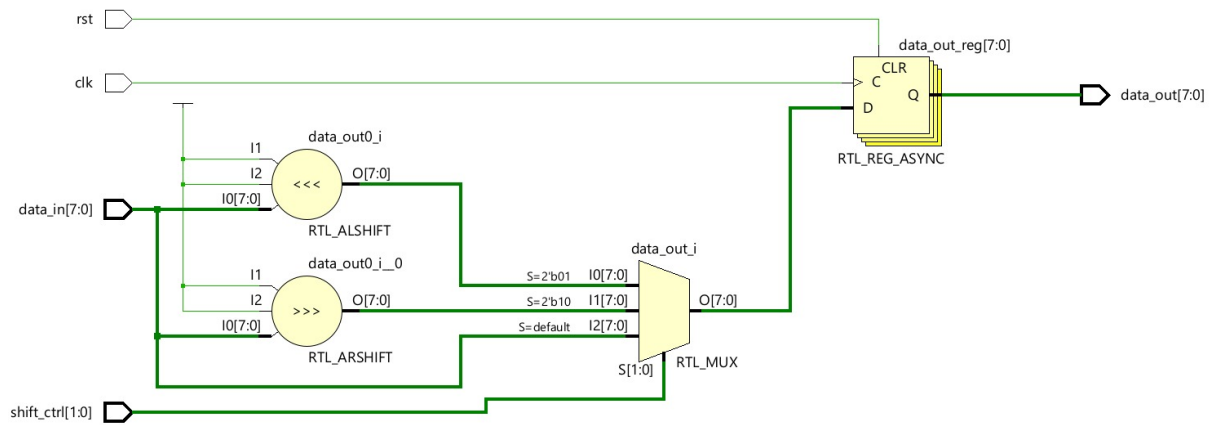 rst
data_out_reg[7:0]
CLR
clk
C
Q
data_out[7:0]
D
RTL_REG_ASYNC
data_out0_i
I1
I2
O[7:0]
<<<
data_in[7:0]
I0[7:0]
RTL_ALSHIFT
data_out_i
data_out0_i__0
I1
S=2'b01
I0[7:0]
I2
O[7:0]
S=2'b10
I1[7:0]
O[7:0]
>>>
I0[7:0]
S=default
I2[7:0]
RTL_ARSHIFT
S[1:0]
RTL_MUX
shift_ctrl[1:0]